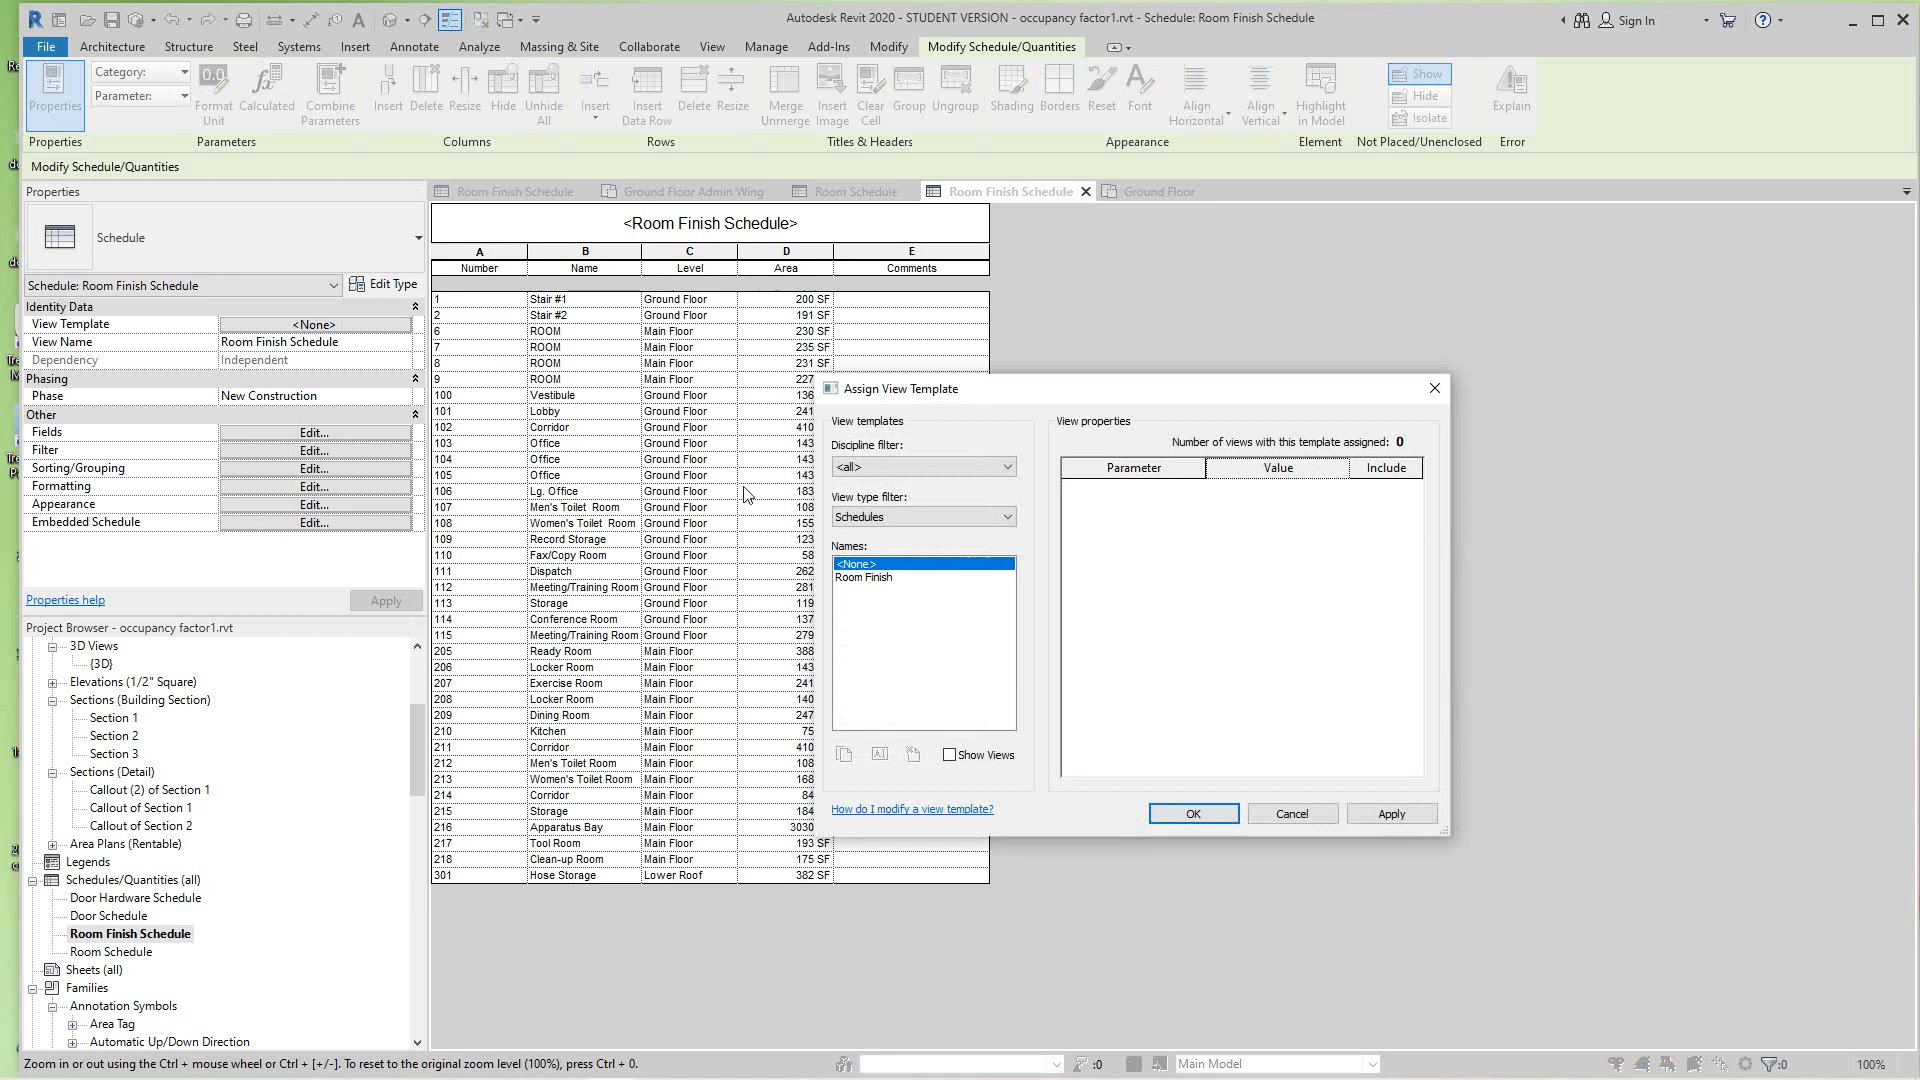 Autodesk Revit 2020 - STUDENT VERSION - occupancy factor1.rvt - Schedule: Room Finish Schedule
Sign In
File Architecture Structure Steel Systems Insert Annotate Analyze Massing & Site Collaborate View Manage Add-Ins Modify Modify Schedule/Quantities
Category:
Parameter:
Properties Format Unit Calculated Combine Parameters Insert Delete Resize Hide Unhide All Insert Insert Data Row Delete Resize Merge Unmerge Insert Image Clear Cell Group Ungroup Shading Borders Reset Font Align Horizontal Align Vertical Highlight in Model Show Hide Isolate Explain
Properties Parameters Columns Rows Titles & Headers Appearance Element Not Placed/Unenclosed Error
Modify Schedule/Quantities
Properties
Schedule
Schedule: Room Finish Schedule Edit Type
Identity Data
View Template <None>
View Name Room Finish Schedule
Dependency Independent
Phasing
Phase New Construction
Other
Fields Edit...
Filter Edit...
Sorting/Grouping Edit...
Formatting Edit...
Appearance Edit...
Embedded Schedule Edit...
Properties help Apply
Project Browser - occupancy factor1.rvt
3D Views
{3D}
Elevations (1/2" Square)
Sections (Building Section)
Section 1
Section 2
Section 3
Sections (Detail)
Callout (2) of Section 1
Callout of Section 1
Callout of Section 2
Area Plans (Rentable)
Legends
Schedules/Quantities (all)
Door Hardware Schedule
Door Schedule
Room Finish Schedule
Room Schedule
Sheets (all)
Families
Annotation Symbols
Area Tag
Automatic Up/Down Direction
Room Finish Schedule Ground Floor Admin Wing Room Schedule Room Finish Schedule Ground Floor
<Room Finish Schedule>
A B C D E
Number Name Level Area Comments
1 Stair #1 Ground Floor 200 SF
2 Stair #2 Ground Floor 191 SF
6 ROOM Main Floor 230 SF
7 ROOM Main Floor 235 SF
8 ROOM Main Floor 231 SF
9 ROOM Main Floor 227
100 Vestibule Ground Floor 136
101 Lobby Ground Floor 241
102 Corridor Ground Floor 410
103 Office Ground Floor 143
104 Office Ground Floor 143
105 Office Ground Floor 143
106 Lg. Office Ground Floor 183
107 Men's Toilet Room Ground Floor 108
108 Women's Toilet Room Ground Floor 155
109 Record Storage Ground Floor 123
110 Fax/Copy Room Ground Floor 58
111 Dispatch Ground Floor 262
112 Meeting/Training Room Ground Floor 281
113 Storage Ground Floor 119
114 Conference Room Ground Floor 137
115 Meeting/Training Room Ground Floor 279
205 Ready Room Main Floor 388
206 Locker Room Main Floor 143
207 Exercise Room Main Floor 241
208 Locker Room Main Floor 140
209 Dining Room Main Floor 247
210 Kitchen Main Floor 75
211 Corridor Main Floor 410
212 Men's Toilet Room Main Floor 108
213 Women's Toilet Room Main Floor 168
214 Corridor Main Floor 84
215 Storage Main Floor 184
216 Apparatus Bay Main Floor 3030
217 Tool Room Main Floor 193 SF
218 Clean-up Room Main Floor 175 SF
301 Hose Storage Lower Roof 382 SF
Assign View Template
View templates
Discipline filter:
<all>
View type filter:
Schedules
Names:
<None>
Room Finish
Show Views
How do I modify a view template?
View properties
Number of views with this template assigned: 0
Parameter Value Include
OK Cancel Apply
Zoom in or out using the Ctrl + mouse wheel or Ctrl + [+/-]. To reset to the original zoom level (100%), press Ctrl + 0.
:0 Main Model :0 100%